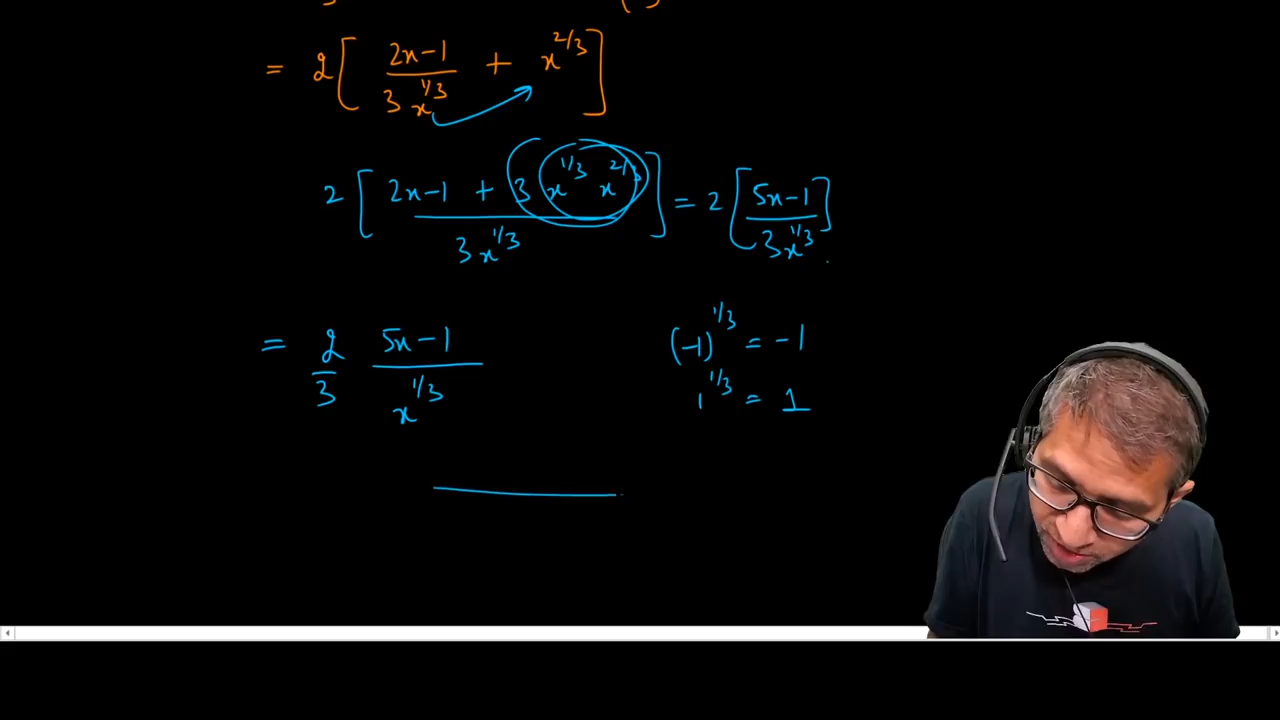 = 2[ (2x-1)/(3x^{1/3}) + x^{2/3} ]
2[ (2x-1 + 3 x^{1/3} x^{2/3})/(3x^{1/3}) ] = 2[ (5x-1)/(3x^{1/3}) ]
= 2/3 (5x-1)/(x^{1/3})
(-1)^{1/3} = -1
1^{1/3} = 1